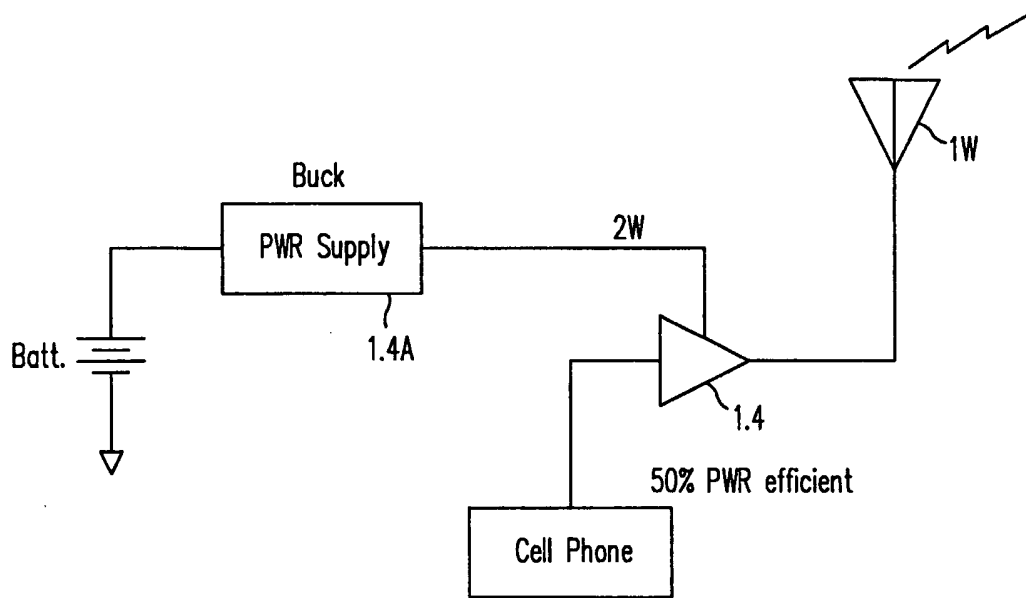 1W
Buck
PWR Supply
2W
1.4A
Batt.
1.4
50% PWR efficient
Cell Phone